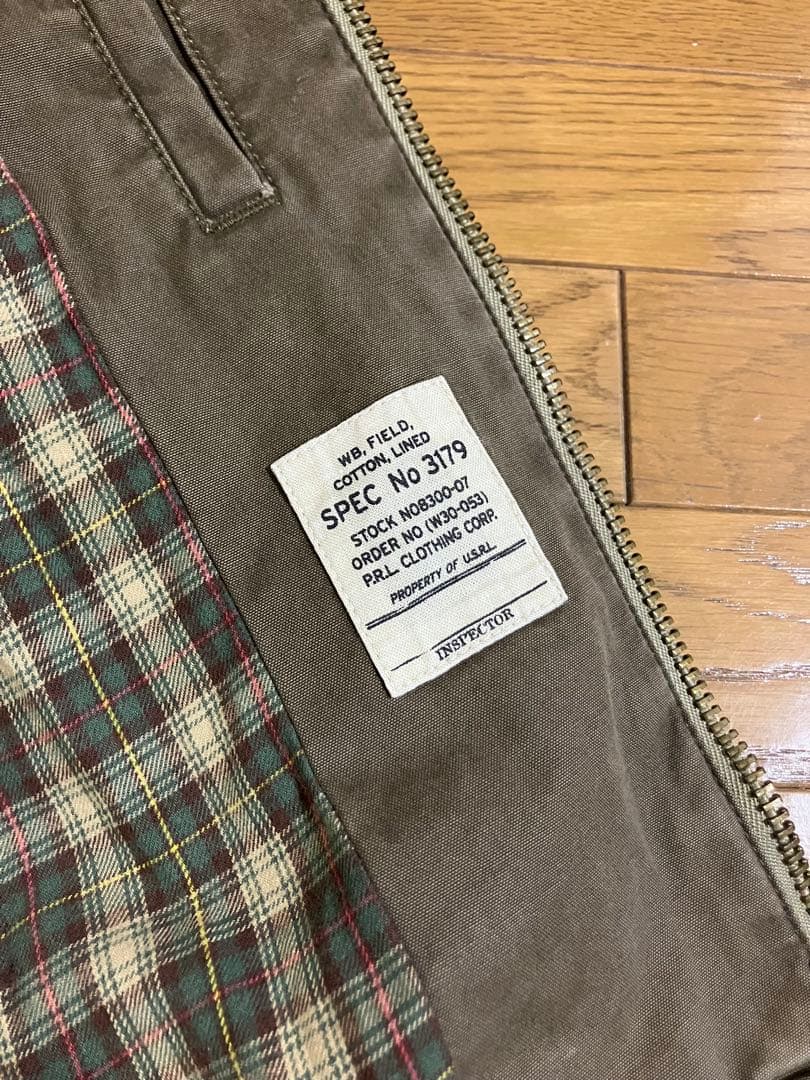 WB, FIELD,
COTTON, LINED
SPEC No 3179
STOCK NO8300-07
ORDER NO (W30-053)
P.R.L. CLOTHING CORP.
PROPERTY OF U.S.R.L.
INSPECTOR